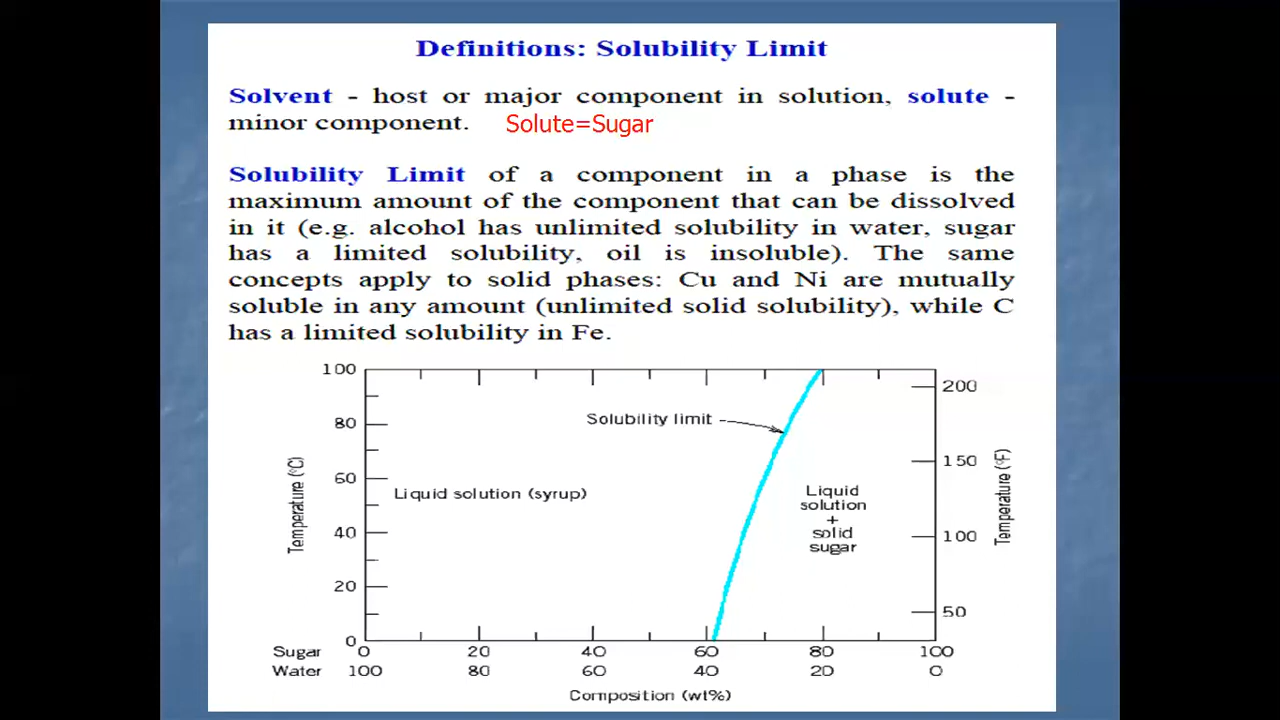 Definitions: Solubility Limit
Solvent - host or major component in solution, solute -
minor component. Solute=Sugar
Solubility Limit of a component in a phase is the
maximum amount of the component that can be dissolved
in it (e.g. alcohol has unlimited solubility in water, sugar
has a limited solubility, oil is insoluble). The same
concepts apply to solid phases: Cu and Ni are mutually
soluble in any amount (unlimited solid solubility), while C
has a limited solubility in Fe.
100
80
60
40
20
0
Temperature (°C)
Solubility limit
Liquid solution (syrup)
Liquid
solution
+
solid
sugar
200
150
100
50
Temperature (°F)
Sugar 0 20 40 60 80 100
Water 100 80 60 40 20 0
Composition (wt%)